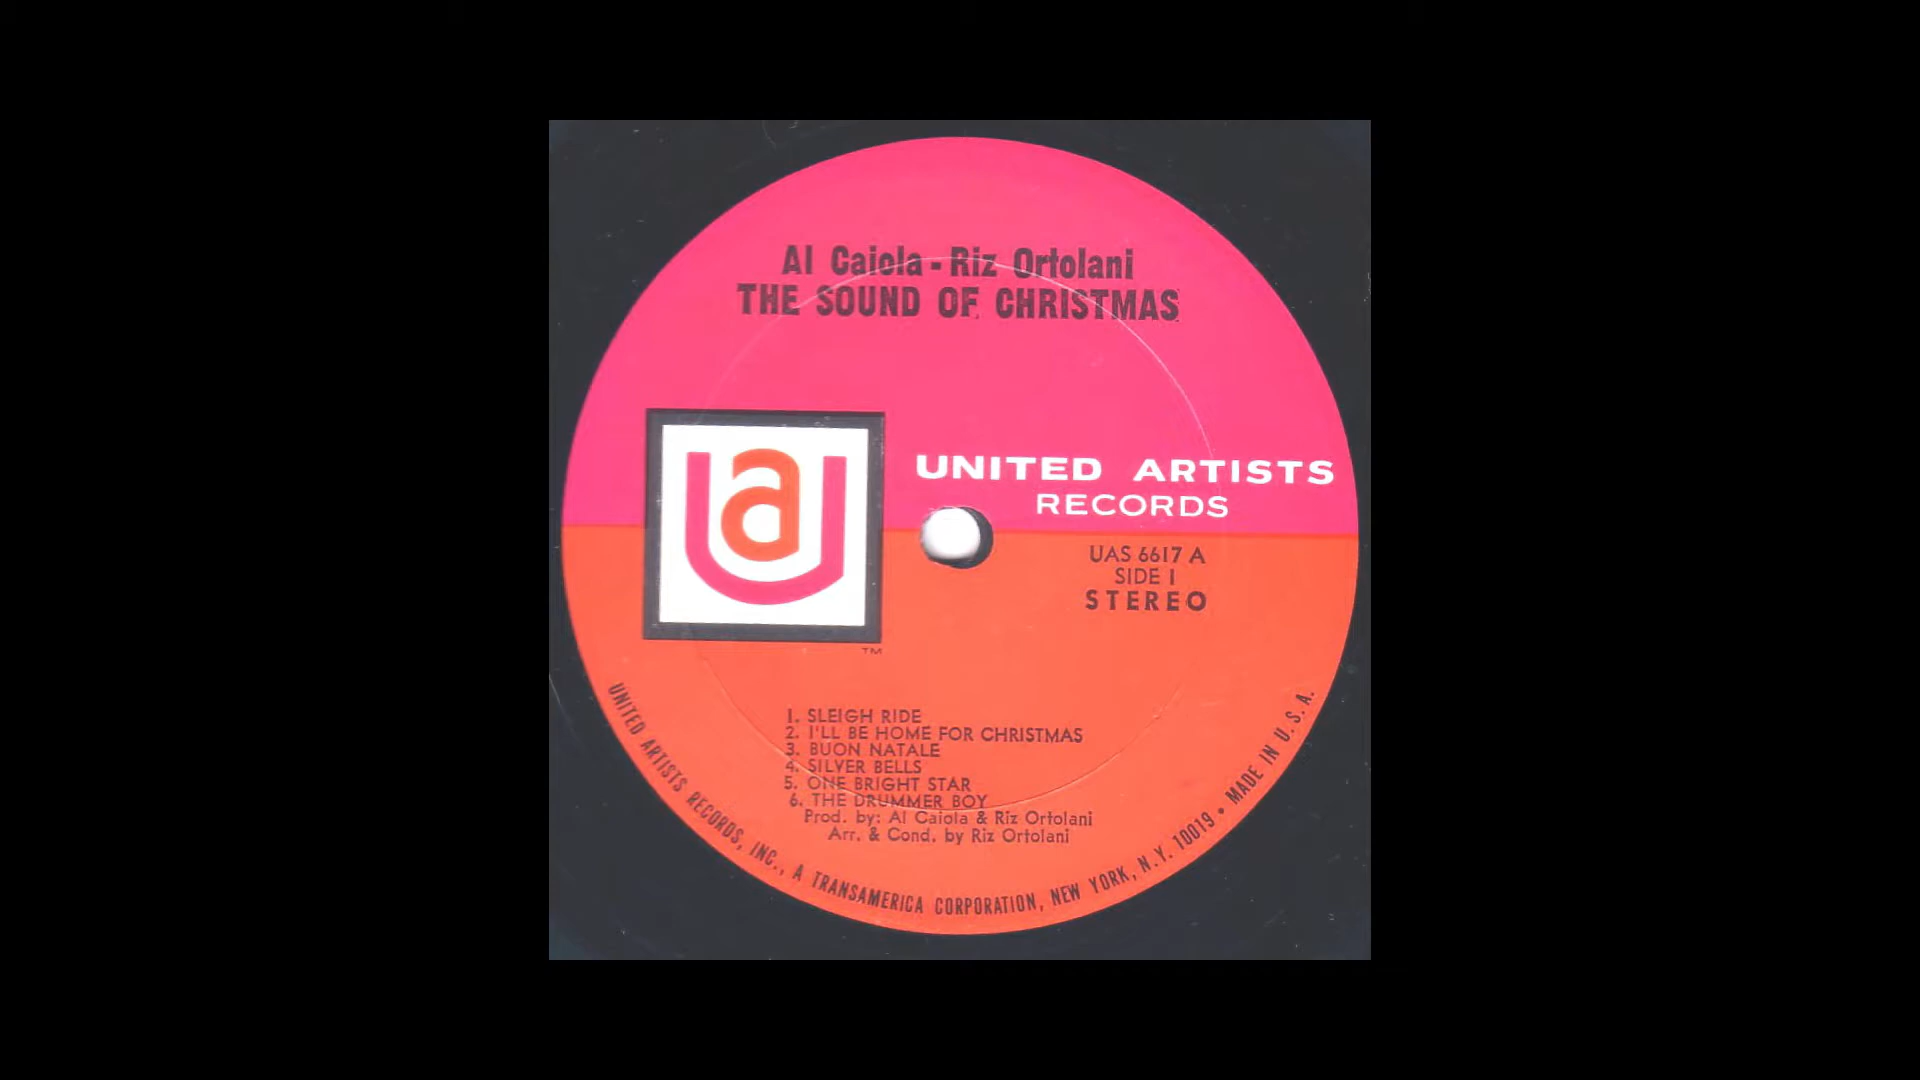 Al Caiola - Riz Ortolani
THE SOUND OF CHRISTMAS
ua
UNITED ARTISTS
RECORDS
UAS 6617 A
SIDE 1
STEREO
TM
1. SLEIGH RIDE
2. I'LL BE HOME FOR CHRISTMAS
3. BUON NATALE
4. SILVER BELLS
5. ONE BRIGHT STAR
6. THE DRUMMER BOY
Prod. by: Al Caiola & Riz Ortolani
Arr. & Cond. by Riz Ortolani
UNITED ARTISTS RECORDS, INC., A TRANSAMERICA CORPORATION, NEW YORK, N.Y. 10019 • MADE IN U.S.A.